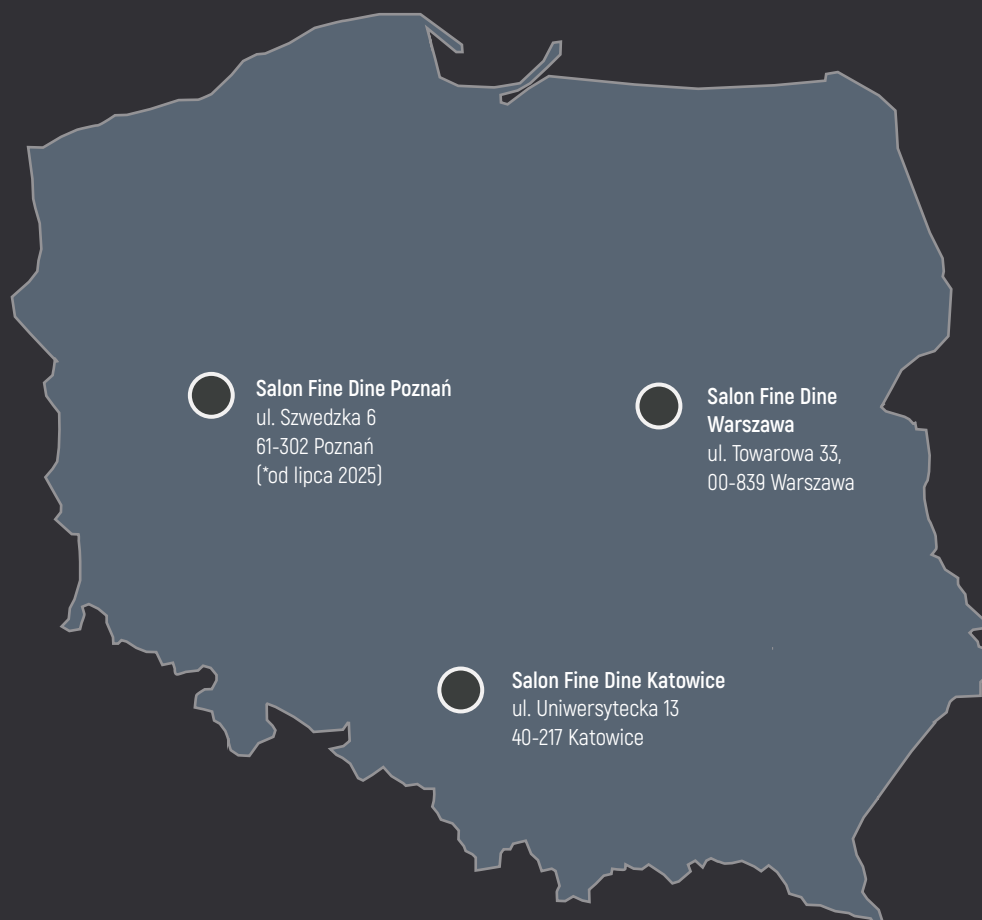 Salon Fine Dine Poznań
ul. Szwedzka 6
61-302 Poznań
(*od lipca 2025)
Salon Fine Dine
Warszawa
ul. Towarowa 33,
00-839 Warszawa
Salon Fine Dine Katowice
ul. Uniwersytecka 13
40-217 Katowice